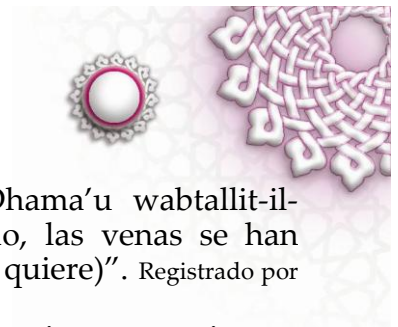 Dhama’u wabtallit-il-
o, las venas se han
quiere)”. Registrado por